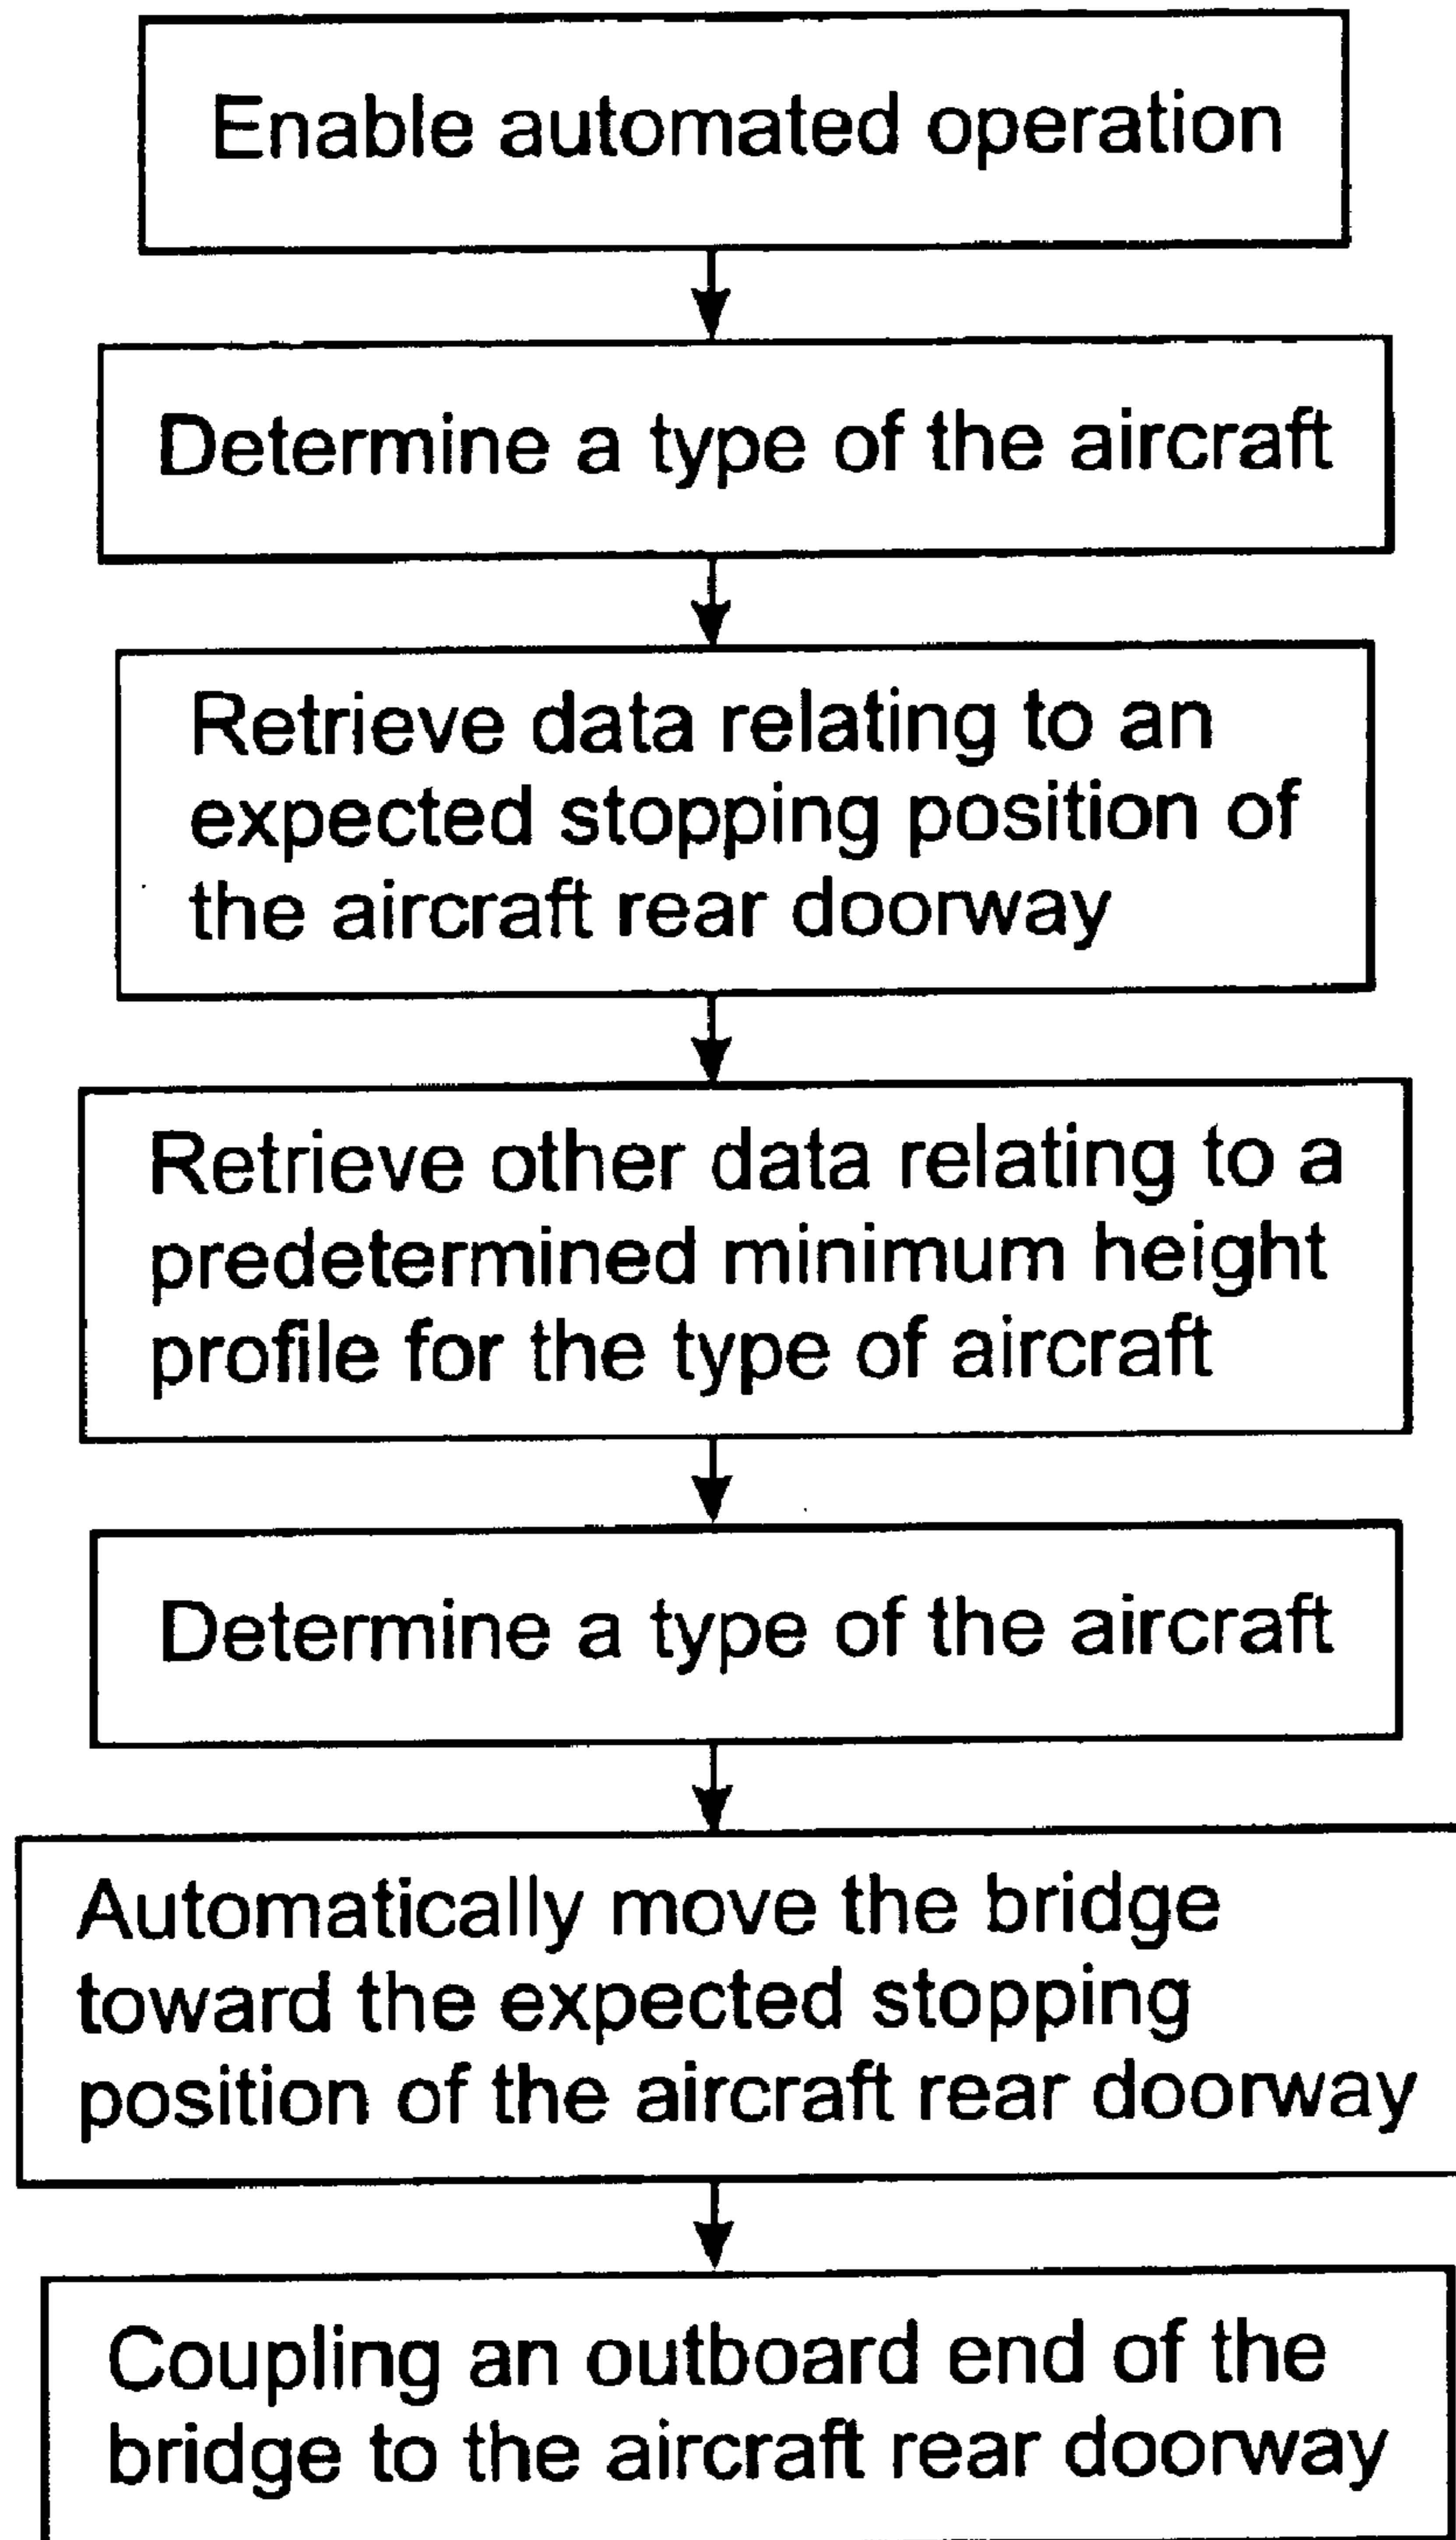 Enable automated operation
Determine a type of the aircraft
Retrieve data relating to an
expected stopping position of
the aircraft rear doorway
Retrieve other data relating to a
predetermined minimum height
profile for the type of aircraft
Determine a type of the aircraft
Automatically move the bridge
toward the expected stopping
position of the aircraft rear doorway
Coupling an outboard end of the
bridge to the aircraft rear doorway